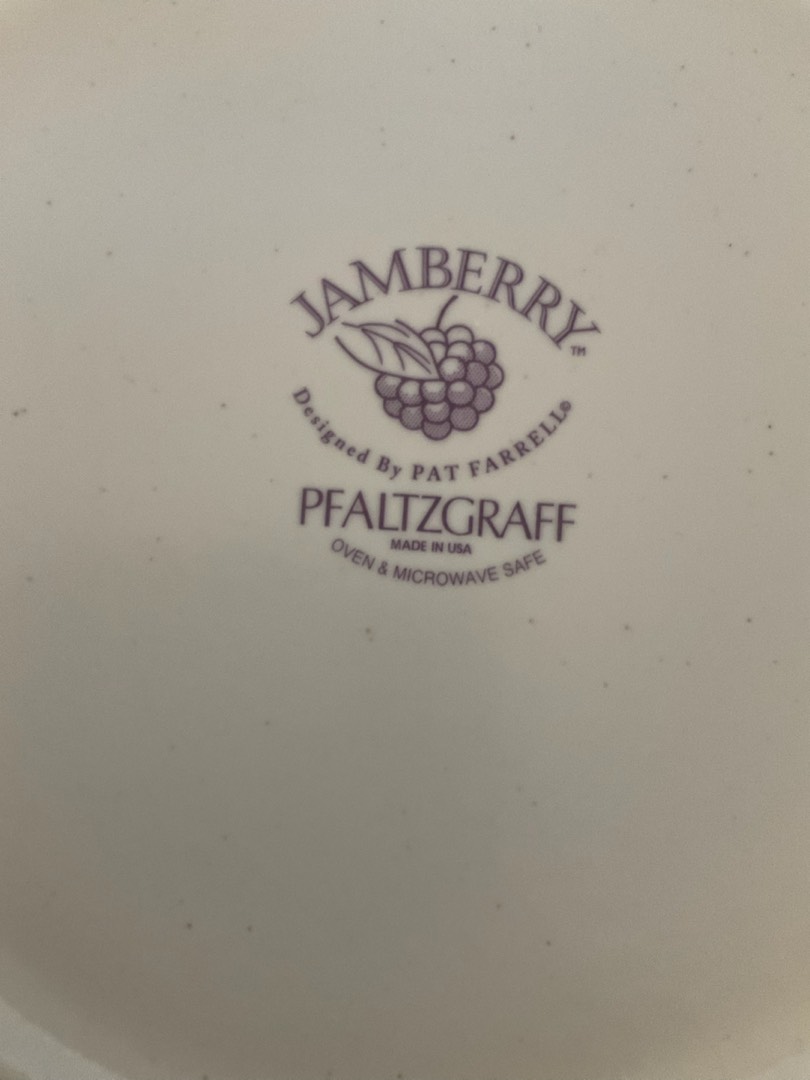 JAMBERRY™
Designed By PAT FARRELL©
PFALTZGRAFF
MADE IN USA
OVEN & MICROWAVE SAFE